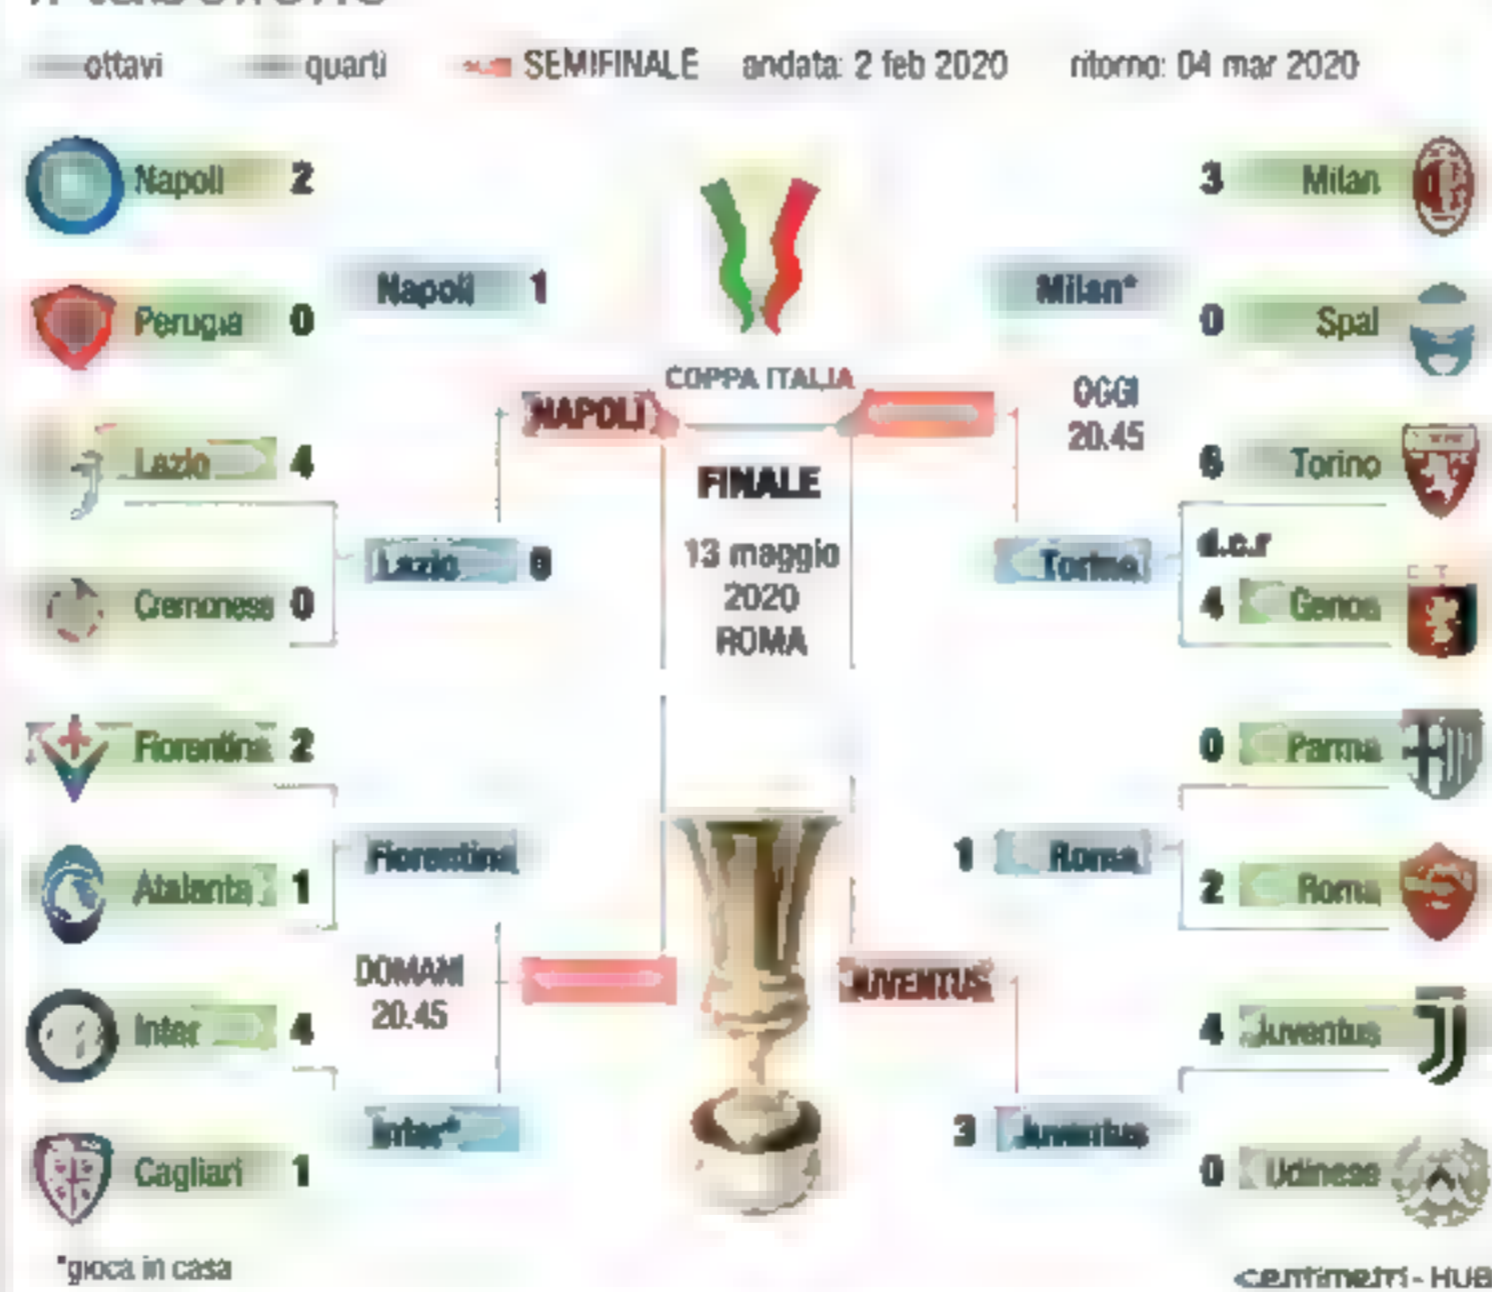 ottavi quarti SEMIFINALE andata: 2 feb 2020 ritorno: 04 mar 2020
Napoli 2
Perugia 0
Napoli 1
Lazio 4
Cremonese 0
Lazio 0
NAPOLI
Fiorentina 2
Atalanta 1
Fiorentina
DOMANI
20.45
Inter 4
Cagliari 1
Inter*
*gioca in casa
COPPA ITALIA
FINALE
13 maggio
2020
ROMA
3 Milan
0 Spal
Milan*
OGGI
20.45
6 Torino
d.c.r
4 Genoa
Torino
0 Parma
2 Roma
1 Roma
JUVENTUS
4 Juventus
0 Udinese
3 Juventus
centimetri - HUB